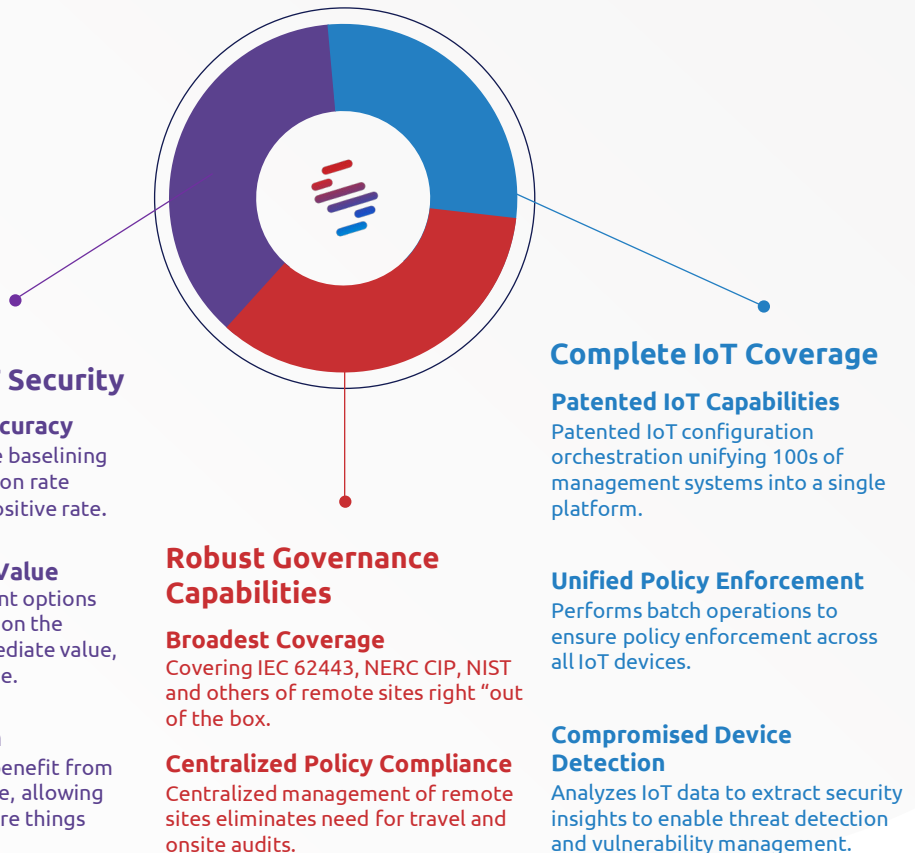 Security
curacy
baselining
on rate
ositive rate.
Value
nt options
on the
ediate value,
e.
benefit from
e, allowing
re things
Robust Governance
Capabilities
Broadest Coverage
Covering IEC 62443, NERC CIP, NIST
and others of remote sites right “out
of the box.
Centralized Policy Compliance
Centralized management of remote
sites eliminates need for travel and
onsite audits.
Complete IoT Coverage
Patented IoT Capabilities
Patented IoT configuration
orchestration unifying 100s of
management systems into a single
platform.
Unified Policy Enforcement
Performs batch operations to
ensure policy enforcement across
all IoT devices.
Compromised Device
Detection
Analyzes IoT data to extract security
insights to enable threat detection
and vulnerability management.